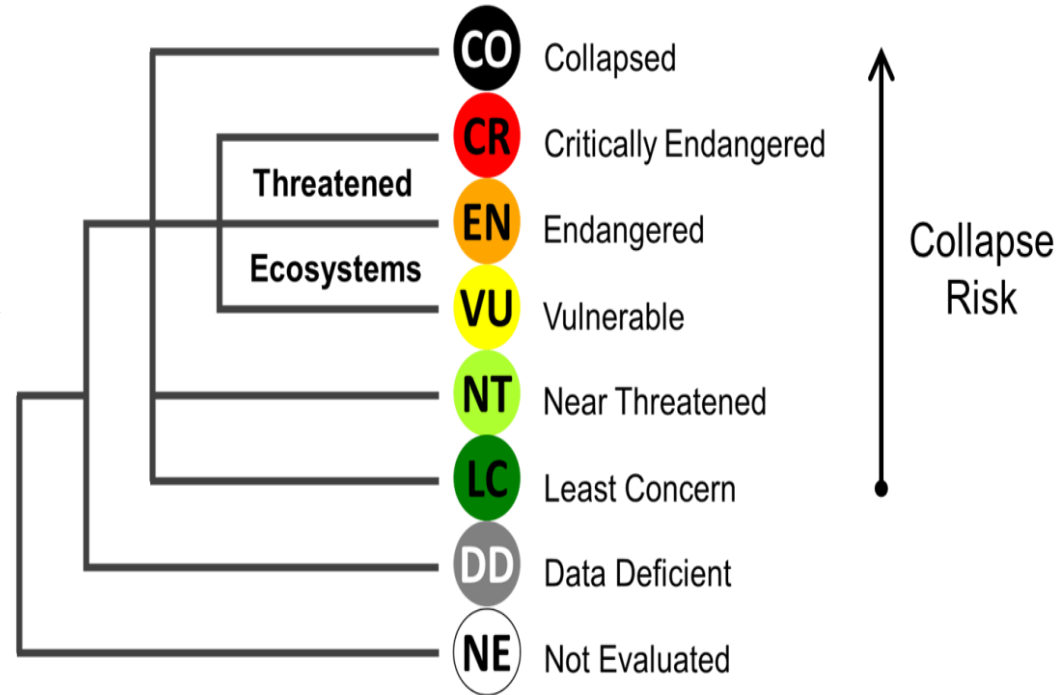 CO Collapsed
CR Critically Endangered
Threatened
EN Endangered
Ecosystems
VU Vulnerable
NT Near Threatened
LC Least Concern
DD Data Deficient
NE Not Evaluated
Collapse
Risk